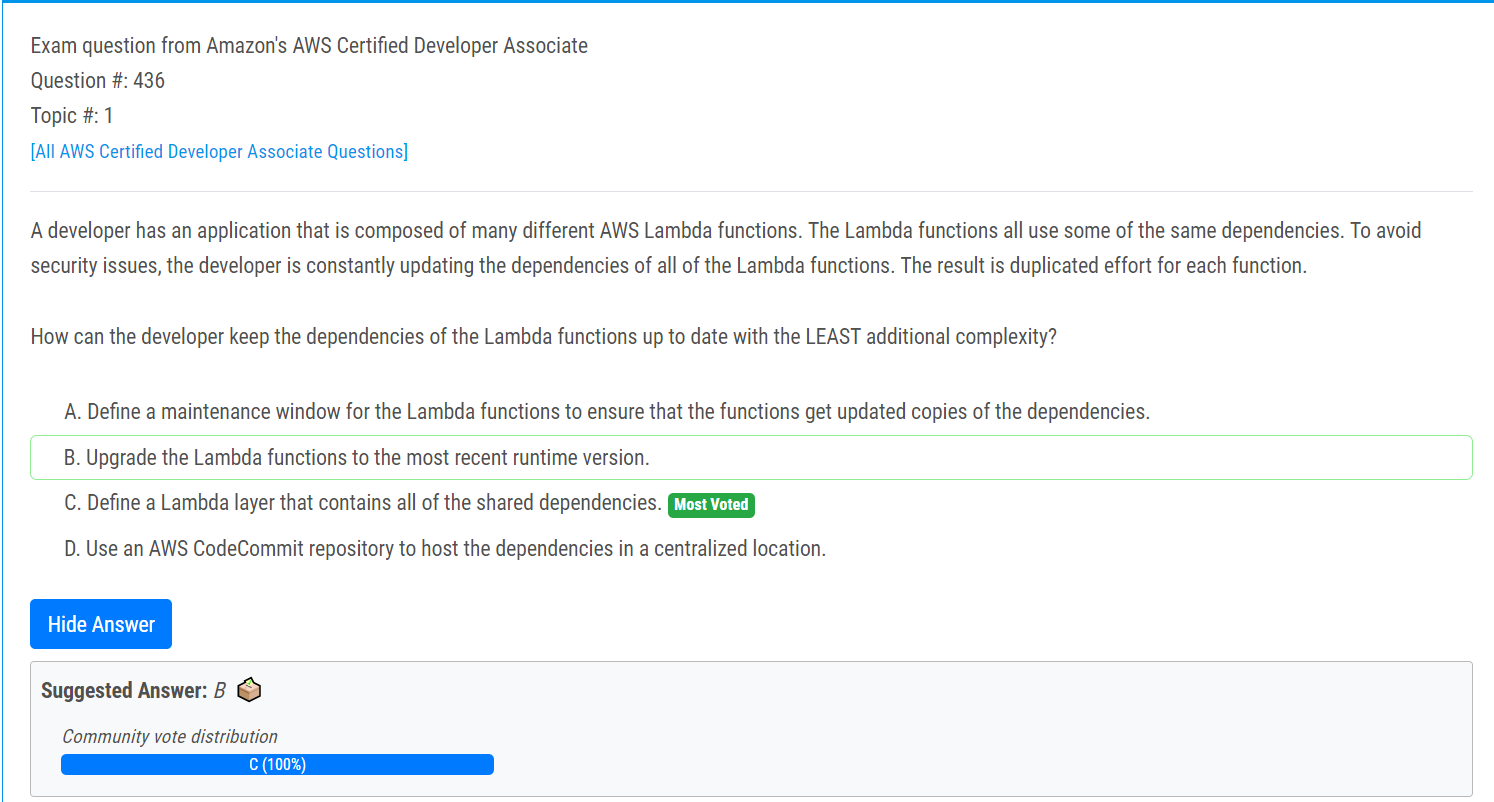 Exam question from Amazon's AWS Certified Developer Associate
Question #: 436
Topic #: 1
[All AWS Certified Developer Associate Questions]
A developer has an application that is composed of many different AWS Lambda functions. The Lambda functions all use some of the same dependencies. To avoid
security issues, the developer is constantly updating the dependencies of all of the Lambda functions. The result is duplicated effort for each function.
How can the developer keep the dependencies of the Lambda functions up to date with the LEAST additional complexity?
A. Define a maintenance window for the Lambda functions to ensure that the functions get updated copies of the dependencies.
B. Upgrade the Lambda functions to the most recent runtime version.
C. Define a Lambda layer that contains all of the shared dependencies. Most Voted
D. Use an AWS CodeCommit repository to host the dependencies in a centralized location.
Hide Answer
Suggested Answer: B
Community vote distribution
C (100%)